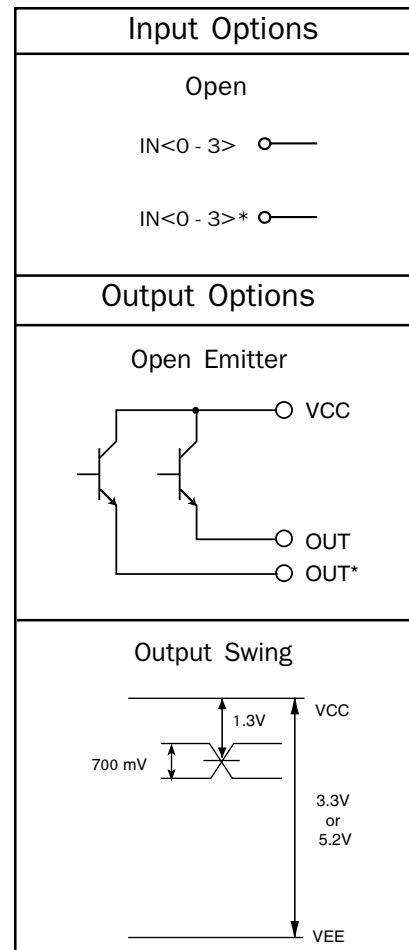 Input Options
Open
IN<0 - 3>
IN<0 - 3>*
Output Options
Open Emitter
VCC
OUT
OUT*
Output Swing
VCC
1.3V
700 mV
3.3V
or
5.2V
VEE